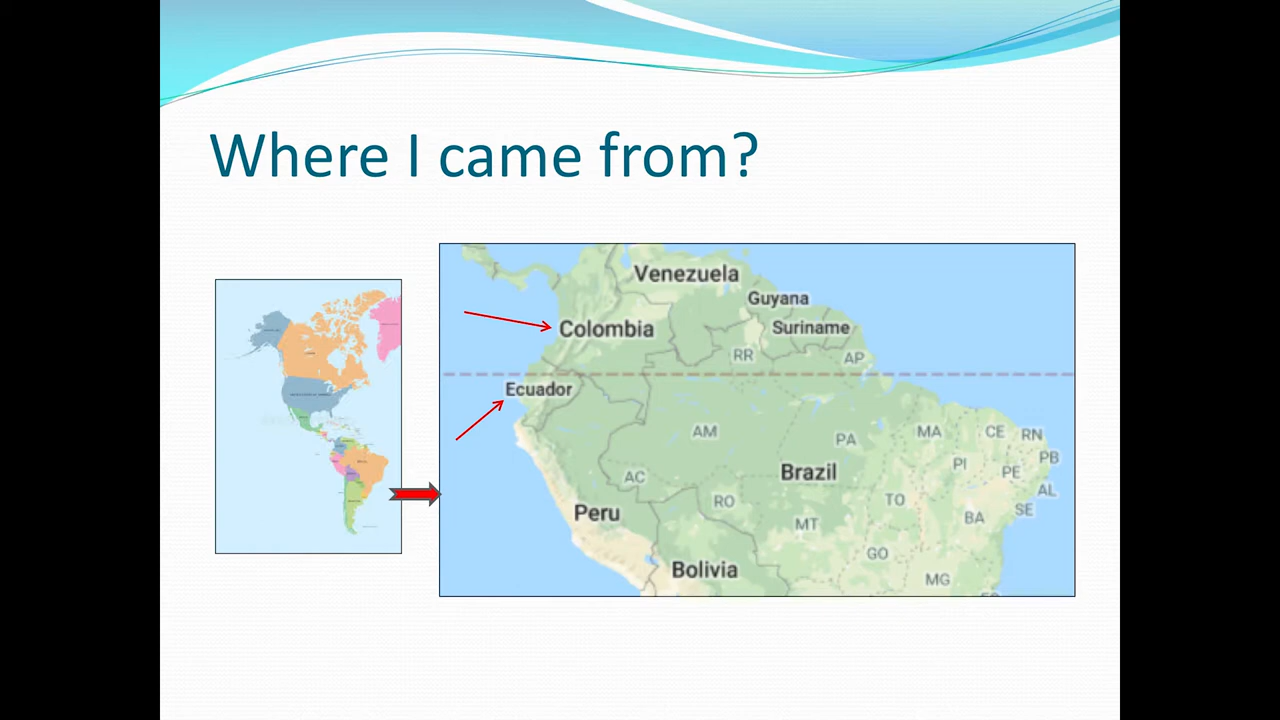 Where I came from?
Venezuela
Guyana
Suriname
Colombia
RR
AP
Ecuador
AM
PA
MA
CE
RN
PB
PI
PE
AL
Brazil
AC
RO
TO
SE
BA
Peru
MT
GO
Bolivia
MG